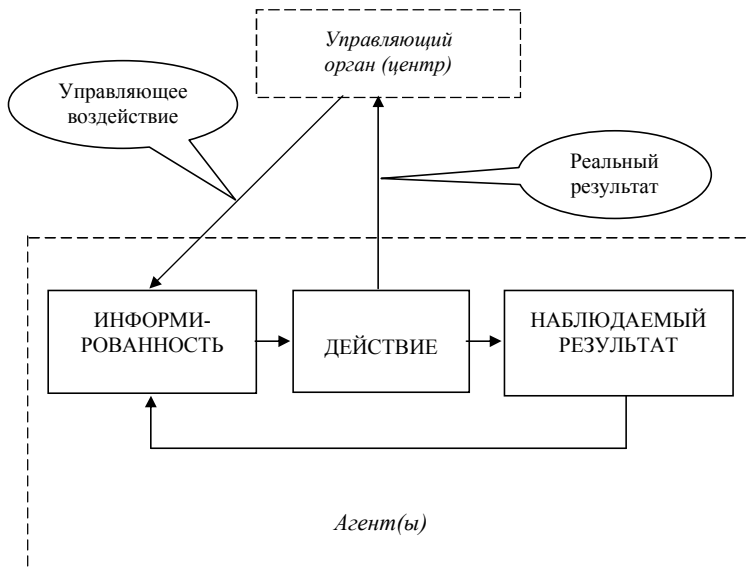 Управляющий
орган (центр)
Управляющее
воздействие
Реальный
результат
ИНФОРМИ-
РОВАННОСТЬ
ДЕЙСТВИЕ
НАБЛЮДАЕМЫЙ
РЕЗУЛЬТАТ
Агент(ы)